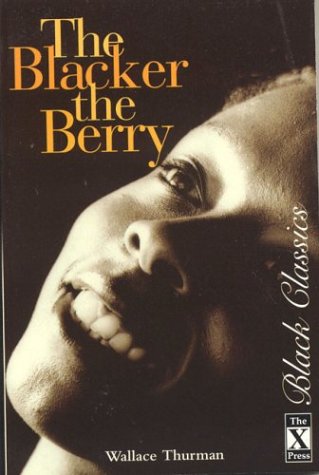 The
Blacker
the
Berry
Black Classics
The
X
Press
Wallace Thurman